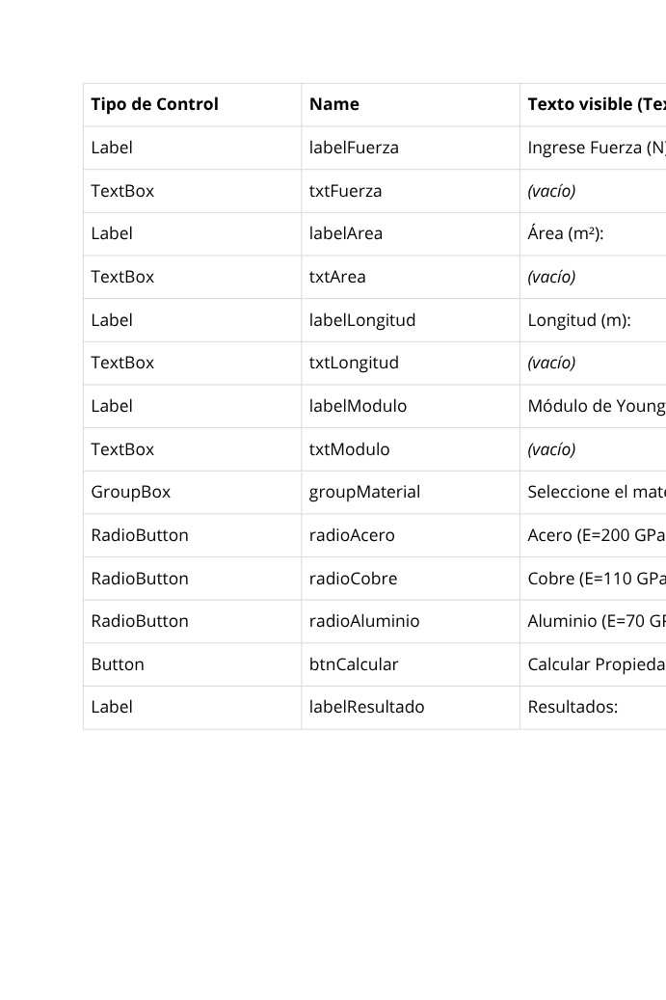 Tipo de Control Name Texto visible
Label labelFuerza Ingrese Fuerza (N)
TextBox txtFuerza (vacío)
Label labelArea Área (m²):
TextBox txtArea (vacío)
Label labelLongitud Longitud (m):
TextBox txtLongitud (vacío)
Label labelModulo Módulo de Young
TextBox txtModulo (vacío)
GroupBox groupMaterial Seleccione el
RadioButton radioAcero Acero (E=200 GPa
RadioButton radioCobre Cobre (E=110 GPa
RadioButton radioAluminio Aluminio (E=70
Button btnCalcular Calcular
Label labelResultado Resultados: